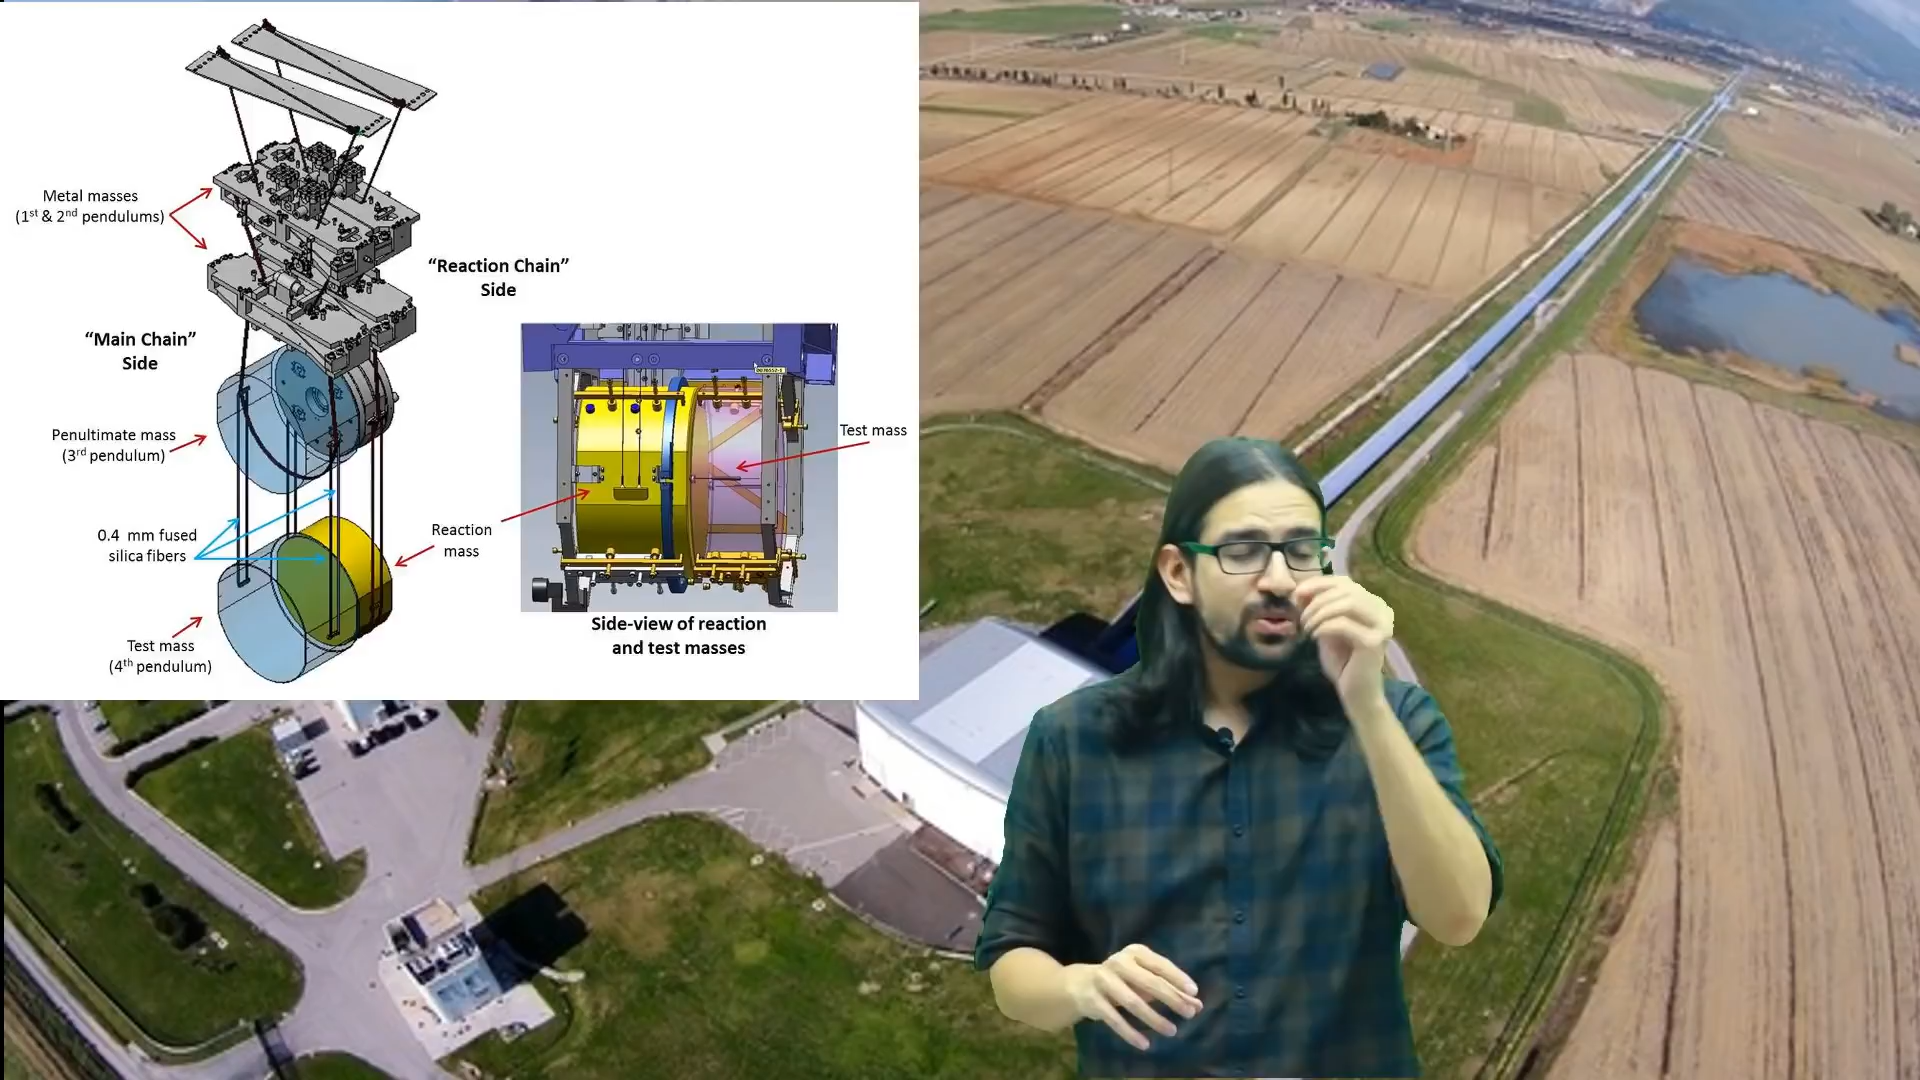 Metal masses
(1st & 2nd pendulums)
“Reaction Chain”
Side
“Main Chain”
Side
Penultimate mass
(3rd pendulum)
Test mass
0.4 mm fused
silica fibers
Reaction
mass
Side-view of reaction
and test masses
Test mass
(4th pendulum)